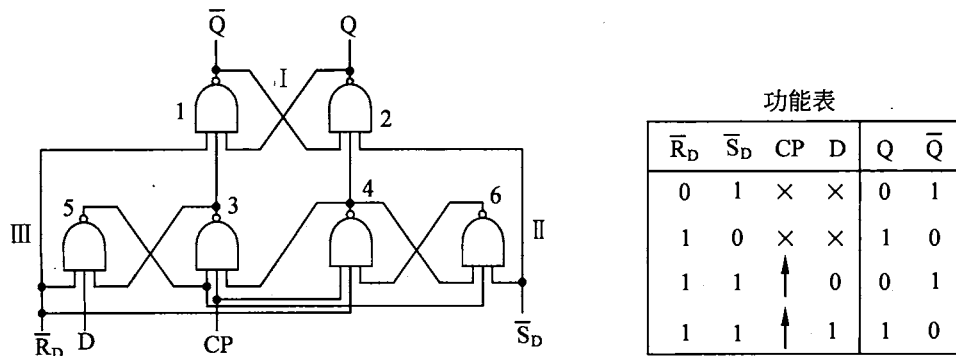 Q̅ Q
I
1 2
5 3 4 6
III II
R̅D D CP S̅D
功能表
R̅D S̅D CP D Q Q̅
0 1 × × 0 1
1 0 × × 1 0
1 1 ↑ 0 0 1
1 1 ↑ 1 1 0